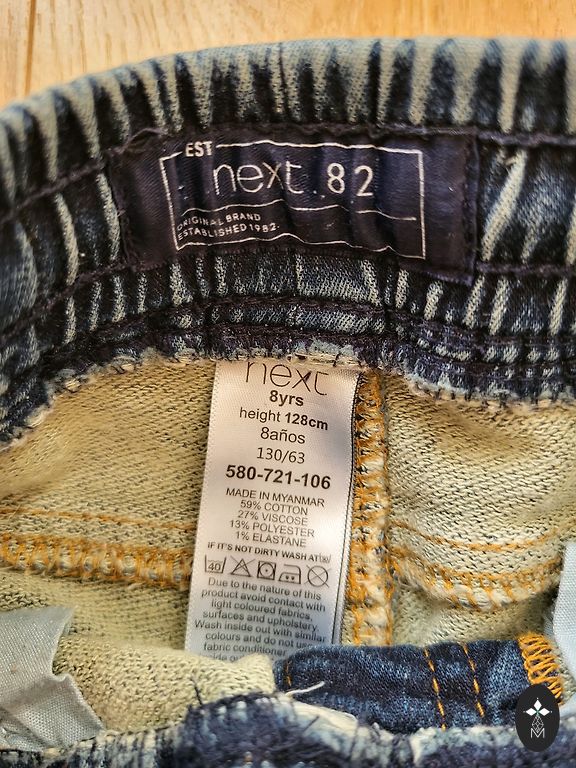 EST
next 82
ORIGINAL BRAND
ESTABLISHED 1982
next
8yrs
height 128cm
8años
130/63
580-721-106
MADE IN MYANMAR
59% COTTON
27% VISCOSE
13% POLYESTER
1% ELASTANE
IF IT'S NOT DIRTY WASH AT 30
40
Due to the nature of this
product avoid contact with
light coloured fabrics,
surfaces and upholstery.
Wash inside out with similar
colours and do not use
fabric conditioner.